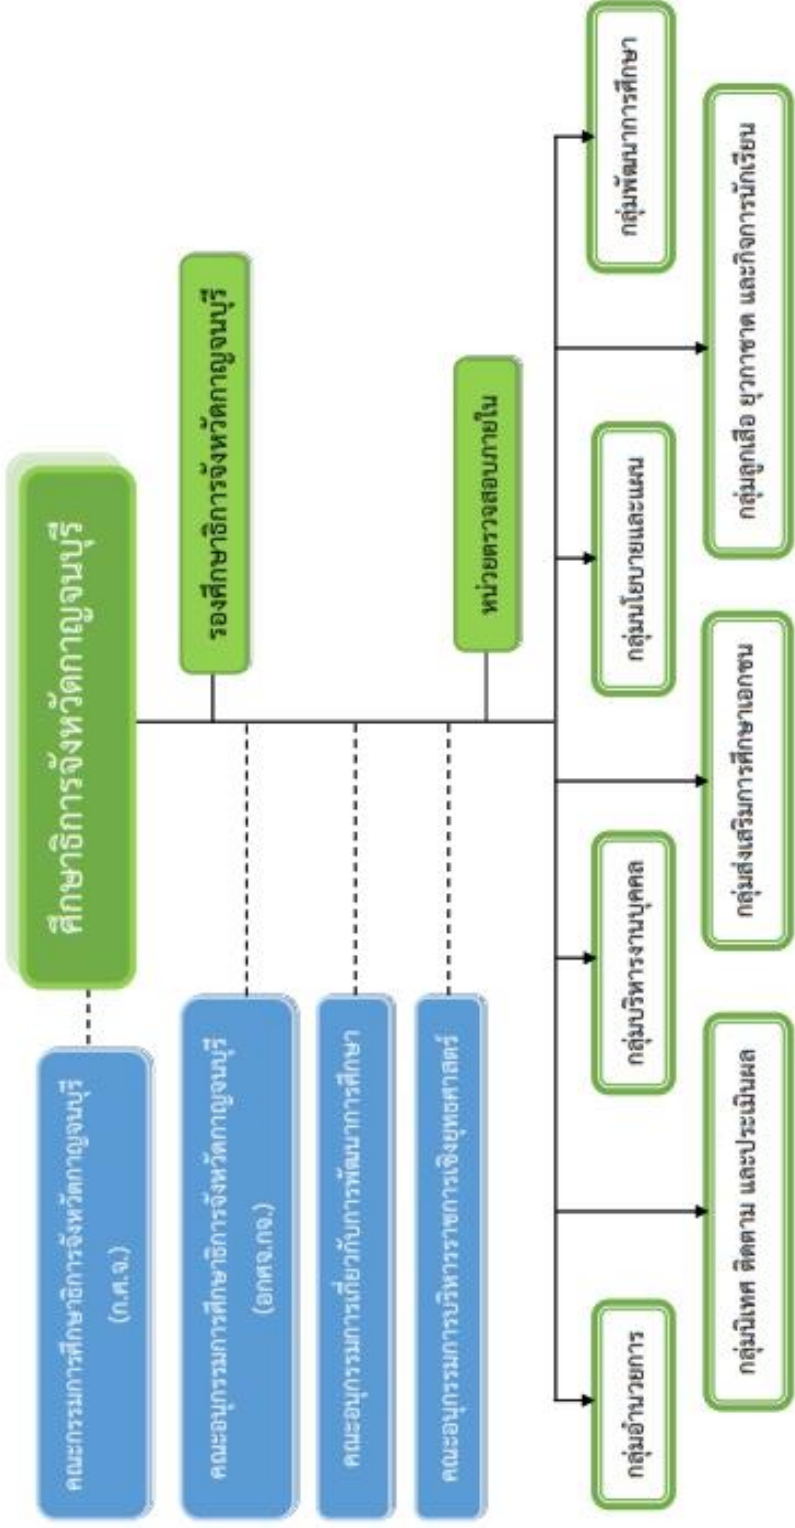 ศึกษาธิการจังหวัดกาญจนบุรี
คณะกรรมการศึกษาธิการจังหวัดกาญจนบุรี
(ก.ศ.จ.)
รองศึกษาธิการจังหวัดกาญจนบุรี
คณะอนุกรรมการศึกษาธิการจังหวัดกาญจนบุรี
(อกศจ.กจ.)
คณะอนุกรรมการเกี่ยวกับการพัฒนาการศึกษา
คณะอนุกรรมการบริหารราชการเชิงยุทธศาสตร์
หน่วยตรวจสอบภายใน
กลุ่มอำนวยการ
กลุ่มบริหารงานบุคคล
กลุ่มนโยบายและแผน
กลุ่มพัฒนาการศึกษา
กลุ่มนิเทศ ติดตาม และประเมินผล
กลุ่มส่งเสริมการศึกษาเอกชน
กลุ่มลูกเสือ ยุวกาชาด และกิจการนักเรียน